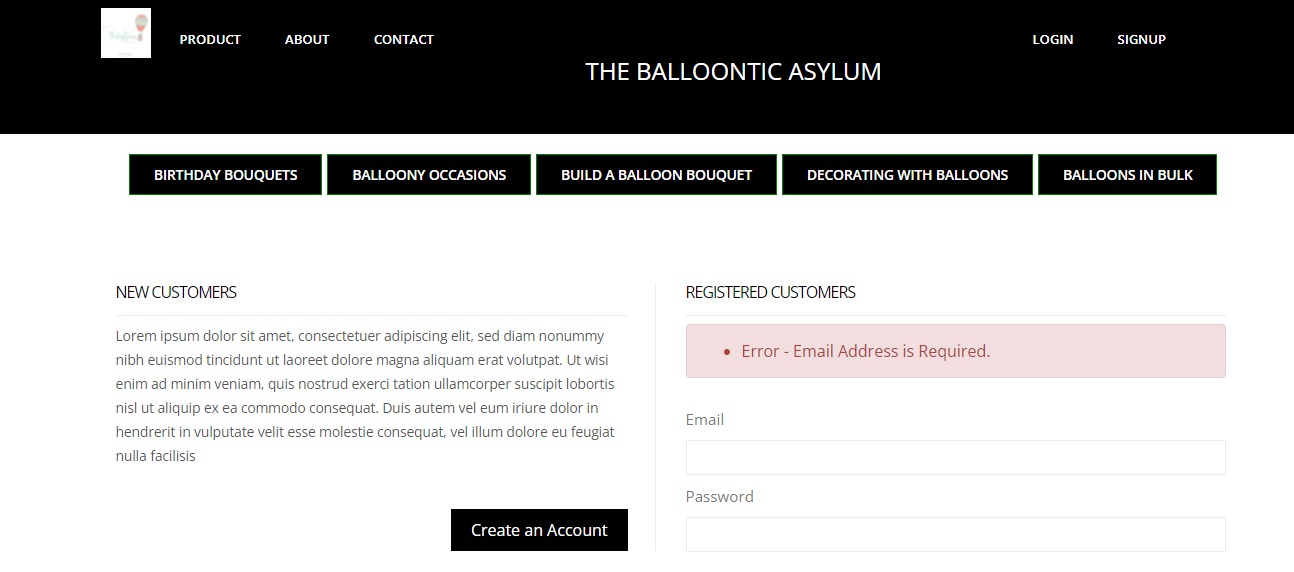 PRODUCT ABOUT CONTACT LOGIN SIGNUP
THE BALLOONTIC ASYLUM
BIRTHDAY BOUQUETS BALLOONY OCCASIONS BUILD A BALLOON BOUQUET DECORATING WITH BALLOONS BALLOONS IN BULK
NEW CUSTOMERS
Lorem ipsum dolor sit amet, consectetuer adipiscing elit, sed diam nonummy
nibh euismod tincidunt ut laoreet dolore magna aliquam erat volutpat. Ut wisi
enim ad minim veniam, quis nostrud exerci tation ullamcorper suscipit lobortis
nisl ut aliquip ex ea commodo consequat. Duis autem vel eum iriure dolor in
hendrerit in vulputate velit esse molestie consequat, vel illum dolore eu feugiat
nulla facilisis
Create an Account
REGISTERED CUSTOMERS
Error - Email Address is Required.
Email
Password